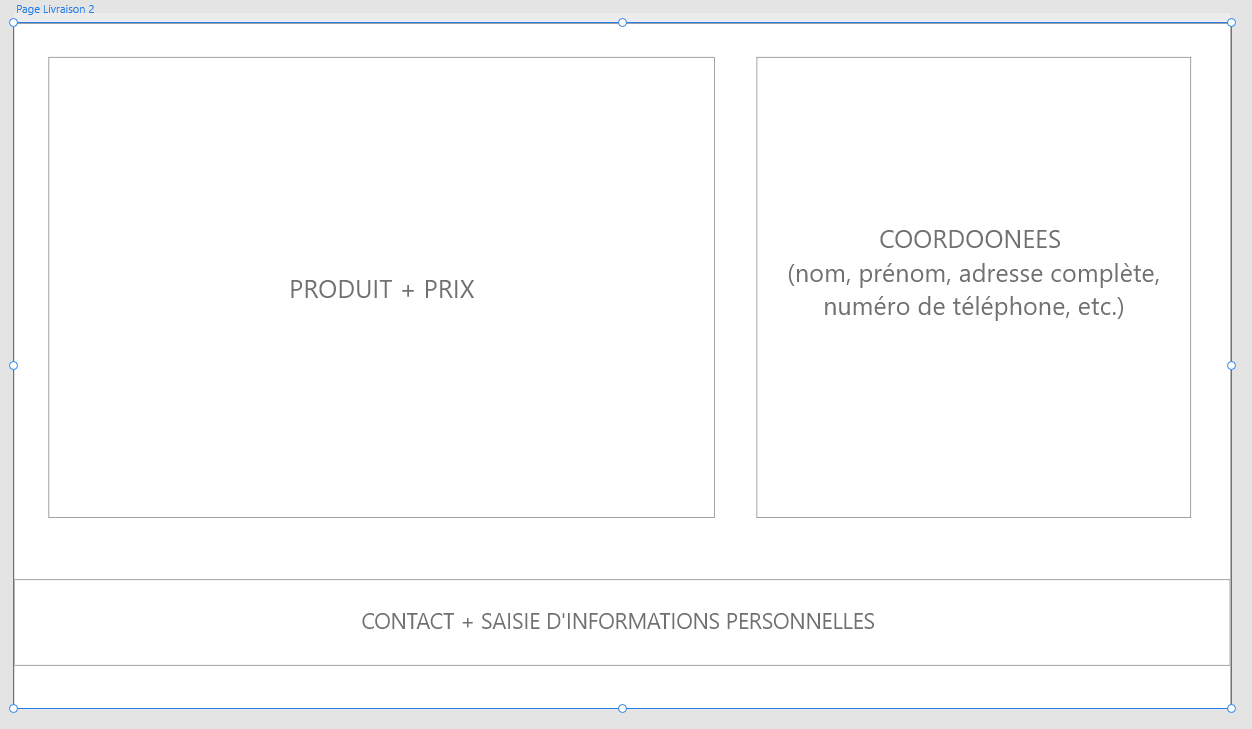 Page Livraison 2
PRODUIT + PRIX
COORDOONEES
(nom, prénom, adresse complète,
numéro de téléphone, etc.)
CONTACT + SAISIE D'INFORMATIONS PERSONNELLES